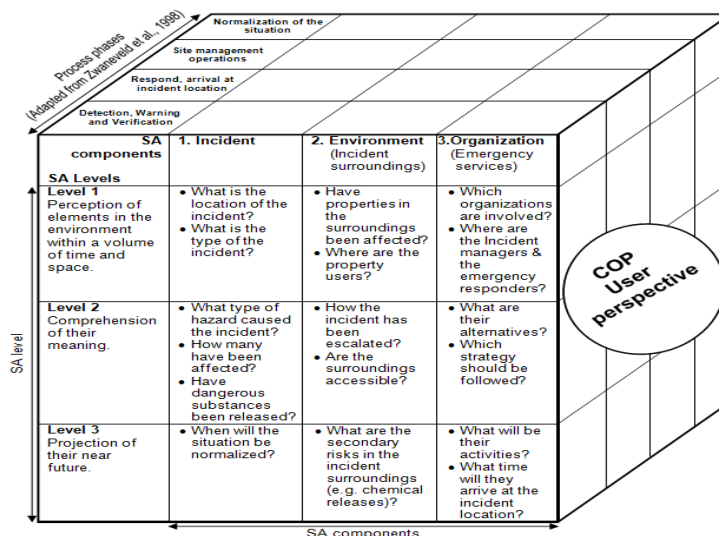 Process phases
(Adapted from Zwaneveld et al., 1998)
Normalization of the
situation
Site management
operations
Respond, arrival at
incident location
Detection, Warning
and Verification
SA
components
SA Levels
1. Incident
2. Environment
(Incident
surroundings)
3.Organization
(Emergency
services)
Level 1
Perception of
elements in the
environment
within a volume
of time and
space.
• What is the
location of the
incident?
• What is the
type of the
incident?
• Have
properties in
the
surroundings
been affected?
• Where are the
property
users?
• Which
organizations
are involved?
• Where are
the Incident
managers &
the
emergency
responders?
Level 2
Comprehension
of their
meaning.
• What type of
hazard caused
the incident?
• How many
have been
affected?
• Have
dangerous
substances
been released?
• How the
incident has
been
escalated?
• Are the
surroundings
accessible?
• What are
their
alternatives?
• Which
strategy
should be
followed?
Level 3
Projection of
their near
future.
• When will the
situation be
normalized?
• What are the
secondary
risks in the
incident
surroundings
(e.g. chemical
releases)?
• What will be
their
activities?
• What time
will they
arrive at the
incident
location?
SA level
SA components
COP
User
perspective